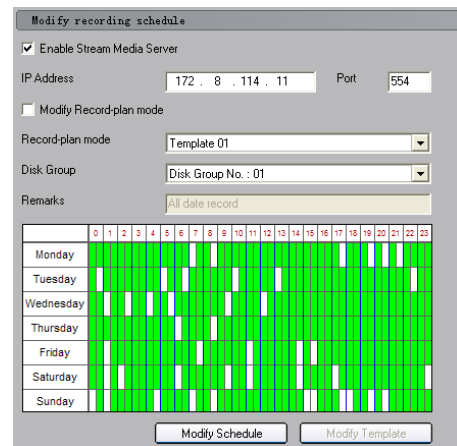 Modify recording schedule
Enable Stream Media Server
IP Address 172 . 8 . 114 . 11 Port 554
Modify Record-plan mode
Record-plan mode Template 01
Disk Group Disk Group No. : 01
Remarks All date record
0 1 2 3 4 5 6 7 8 9 10 11 12 13 14 15 16 17 18 19 20 21 22 23
Monday
Tuesday
Wednesday
Thursday
Friday
Saturday
Sunday
Modify Schedule Modify Template